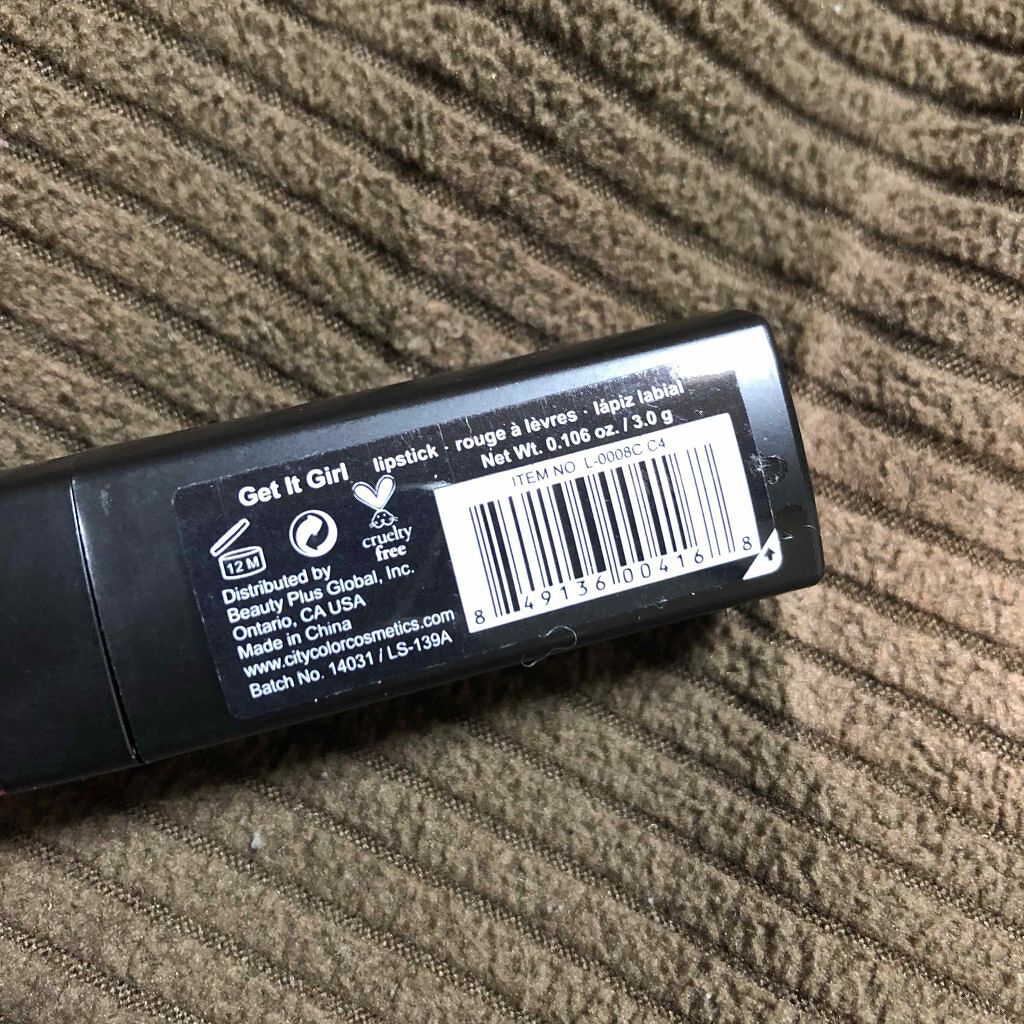 Get It Girl lipstick · rouge à lèvres · lápiz labial
Net Wt. 0.106 oz. / 3.0 g
ITEM NO L-0008C C4
8 49136 00416 8
cruelty
free
12 M
Distributed by
Beauty Plus Global, Inc.
Ontario, CA USA
Made in China
www.citycolorcosmetics.com
Batch No. 14031 / LS-139A